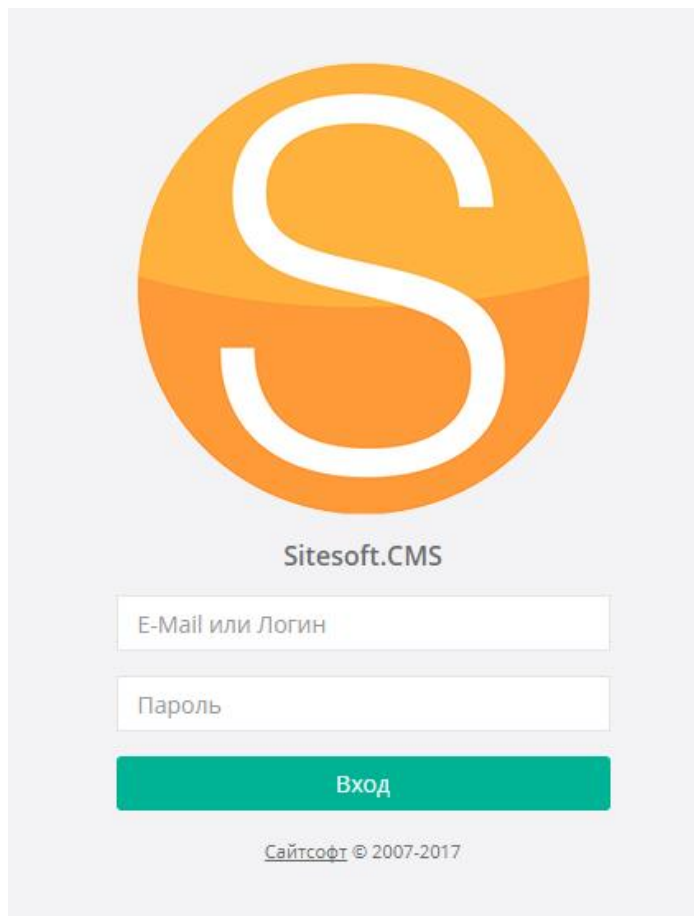 S
Sitesoft.CMS
E-Mail или Логин
Пароль
Вход
Сайтсофт © 2007-2017